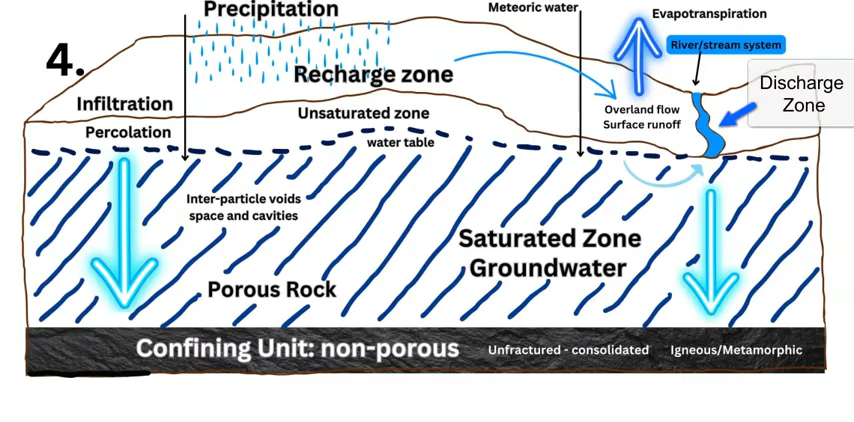 Precipitation
Meteoric water
Evapotranspiration
4.
River/stream system
Recharge zone
Discharge
Zone
Infiltration
Overland flow
Surface runoff
Unsaturated zone
Percolation
water table
Inter-particle voids
space and cavities
Saturated Zone
Groundwater
Porous Rock
Confining Unit: non-porous
Unfractured - consolidated
Igneous/Metamorphic